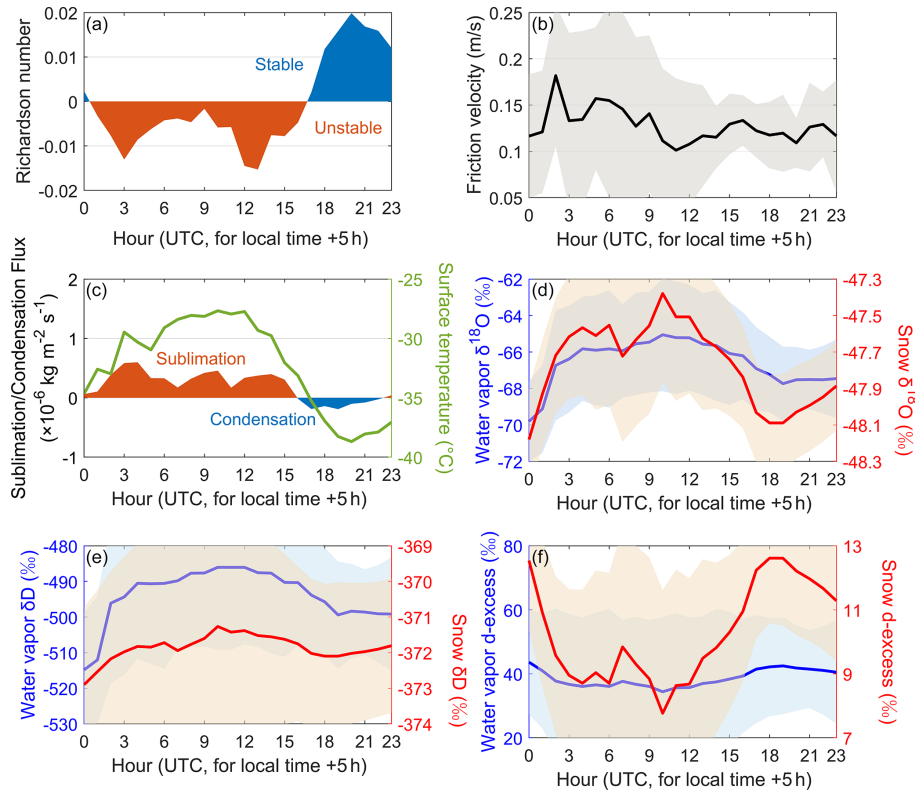 (a)
Richardson number
0.02
0.01
0
-0.01
-0.02
Stable
Unstable
0 3 6 9 12 15 18 21 23
Hour (UTC, for local time +5 h)
(b)
Friction velocity (m/s)
0.25
0.2
0.15
0.1
0.05
0 3 6 9 12 15 18 21 23
Hour (UTC, for local time +5 h)
(c)
Sublimation/Condensation Flux
(×10⁻⁶ kg m⁻² s⁻¹)
2
1
0
-1
Sublimation
Condensation
-25
-30
-35
-40
Surface temperature (°C)
0 3 6 9 12 15 18 21 23
Hour (UTC, for local time +5 h)
(d)
Water vapor δ¹⁸O (‰)
-62
-64
-66
-68
-70
-72
-47.3
-47.5
-47.7
-47.9
-48.1
-48.3
Snow δ¹⁸O (‰)
0 3 6 9 12 15 18 21 23
Hour (UTC, for local time +5 h)
(e)
Water vapor δD (‰)
-480
-490
-500
-510
-520
-530
-369
-370
-371
-372
-373
-374
Snow δD (‰)
0 3 6 9 12 15 18 21 23
Hour (UTC, for local time +5 h)
(f)
Water vapor d-excess (‰)
80
60
40
20
13
11
9
7
Snow d-excess (‰)
0 3 6 9 12 15 18 21 23
Hour (UTC, for local time +5 h)